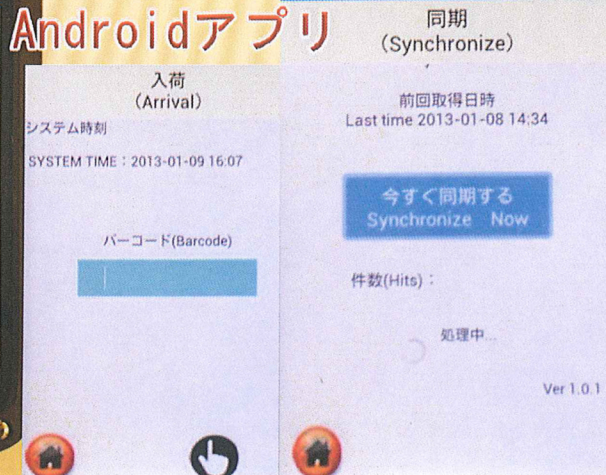 Androidアプリ
入荷
(Arrival)
システム時刻
SYSTEM TIME：2013-01-09 16:07
バーコード(Barcode)
同期
(Synchronize)
前回取得日時
Last time 2013-01-08 14:34
今すぐ同期する
Synchronize Now
件数(Hits)：
処理中...
Ver 1.0.1